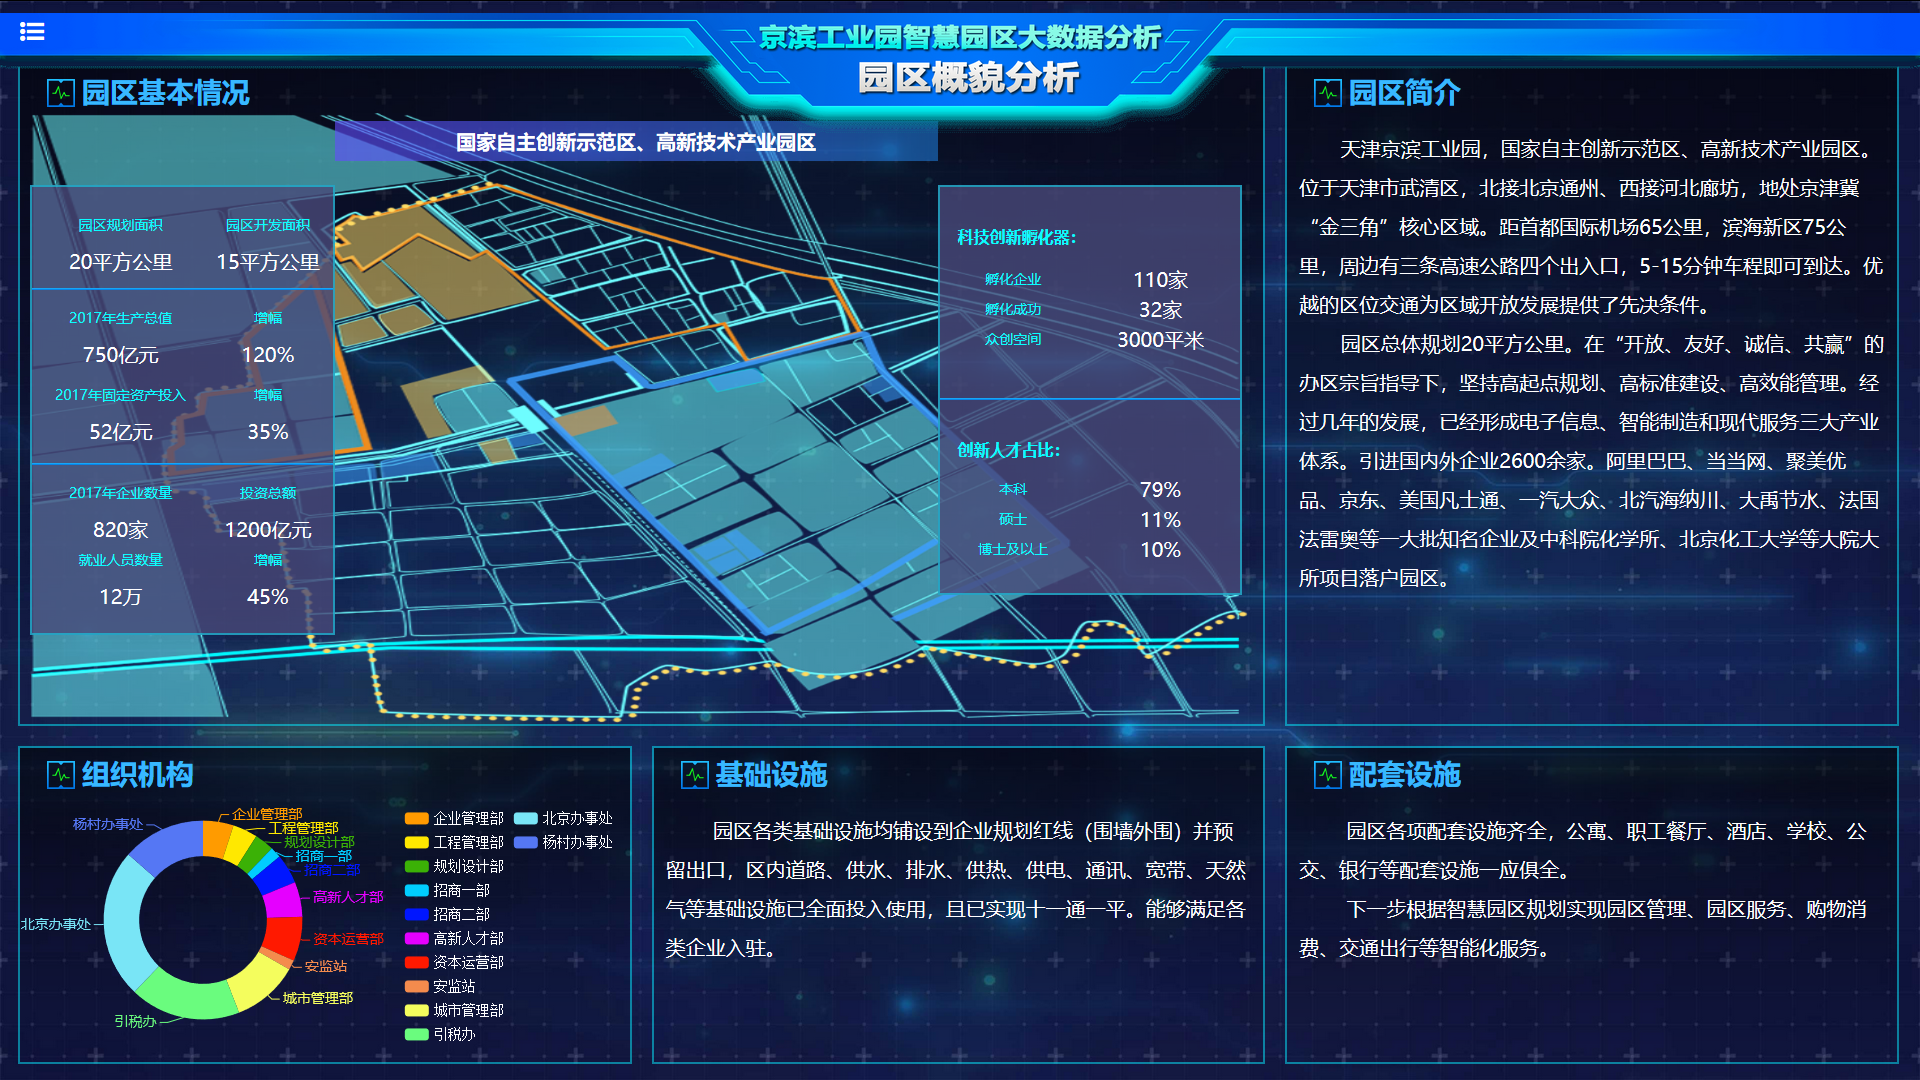 京滨工业园智慧园区大数据分析
园区概貌分析
园区基本情况
国家自主创新示范区、高新技术产业园区
园区规划面积 园区开发面积
20平方公里 15平方公里
2017年生产总值 增幅
750亿元 120%
2017年固定资产投入 增幅
52亿元 35%
2017年企业数量 投资总额
820家 1200亿元
就业人员数量 增幅
12万 45%
科技创新孵化器：
孵化企业 110家
孵化成功 32家
众创空间 3000平米
创新人才占比：
本科 79%
硕士 11%
博士及以上 10%
园区简介
天津京滨工业园，国家自主创新示范区、高新技术产业园区。
位于天津市武清区，北接北京通州、西接河北廊坊，地处京津冀
“金三角”核心区域。距首都国际机场65公里，滨海新区75公
里，周边有三条高速公路四个出入口，5-15分钟车程即可到达。优
越的区位交通为区域开放发展提供了先决条件。
园区总体规划20平方公里。在“开放、友好、诚信、共赢”的
办区宗旨指导下，坚持高起点规划、高标准建设、高效能管理。经
过几年的发展，已经形成电子信息、智能制造和现代服务三大产业
体系。引进国内外企业2600余家。阿里巴巴、当当网、聚美优
品、京东、美国凡士通、一汽大众、北汽海纳川、大禹节水、法国
法雷奥等一大批知名企业及中科院化学所、北京化工大学等大院大
所项目落户园区。
组织机构
企业管理部
工程管理部
规划设计部
招商一部
招商二部
高新人才部
资本运营部
安监站
城市管理部
引税办
北京办事处
杨村办事处
企业管理部 北京办事处
工程管理部 杨村办事处
规划设计部
招商一部
招商二部
高新人才部
资本运营部
安监站
城市管理部
引税办
基础设施
园区各类基础设施均铺设到企业规划红线（围墙外围）并预
留出口，区内道路、供水、排水、供热、供电、通讯、宽带、天然
气等基础设施已全面投入使用，且已实现十一通一平。能够满足各
类企业入驻。
配套设施
园区各项配套设施齐全，公寓、职工餐厅、酒店、学校、公
交、银行等配套设施一应俱全。
下一步根据智慧园区规划实现园区管理、园区服务、购物消
费、交通出行等智能化服务。